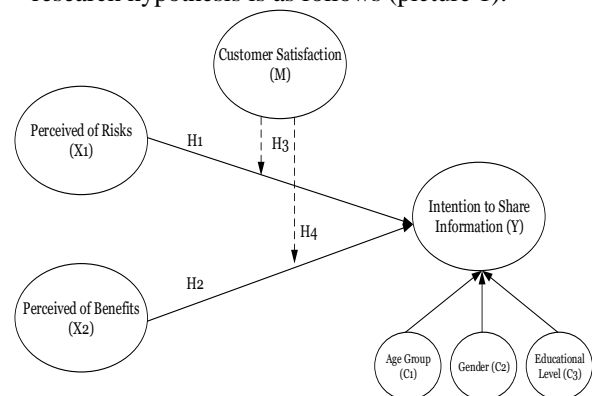 research hypothesis is as follows (picture 1):
Customer Satisfaction
(M)
Perceived of Risks
(X1)
H1
H3
Intention to Share
Information (Y)
H4
H2
Perceived of Benefits
(X2)
Age Group
(C1)
Gender (C2)
Educational
Level (C3)